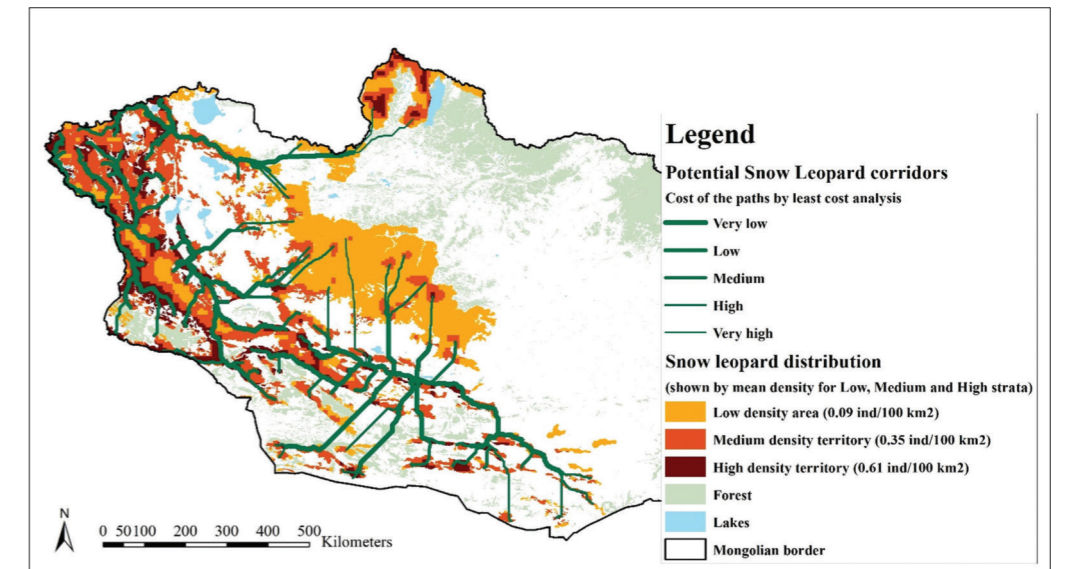 Legend
Potential Snow Leopard corridors
Cost of the paths by least cost analysis
Very low
Low
Medium
High
Very high
Snow leopard distribution
(shown by mean density for Low, Medium and High strata)
Low density area (0.09 ind/100 km2)
Medium density territory (0.35 ind/100 km2)
High density territory (0.61 ind/100 km2)
Forest
Lakes
Mongolian border
N
0 50100 200 300 400 500 Kilometers